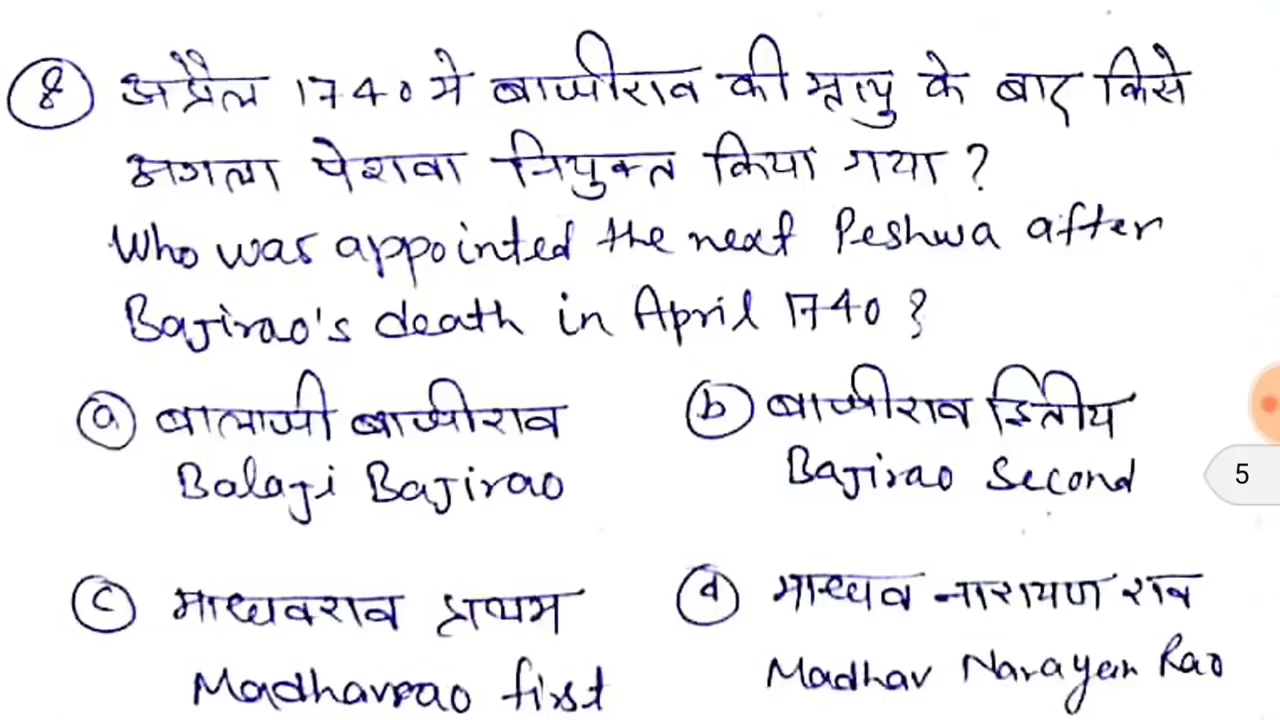 8 अप्रैल 1740 मे बाजीराव की मृत्यु के बाद किसे
अगला पेशवा नियुक्त किया गया ?
Who was appointed the next Peshwa after
Bajirao's death in April 1740 ?
a बालाजी बाजीराव
Balaji Bajirao
b बाजीराव द्वितीय
Bajirao Second
5
c माधवराव प्रथम
Madhavrao first
d माधव नारायण राव
Madhav Narayan Rao